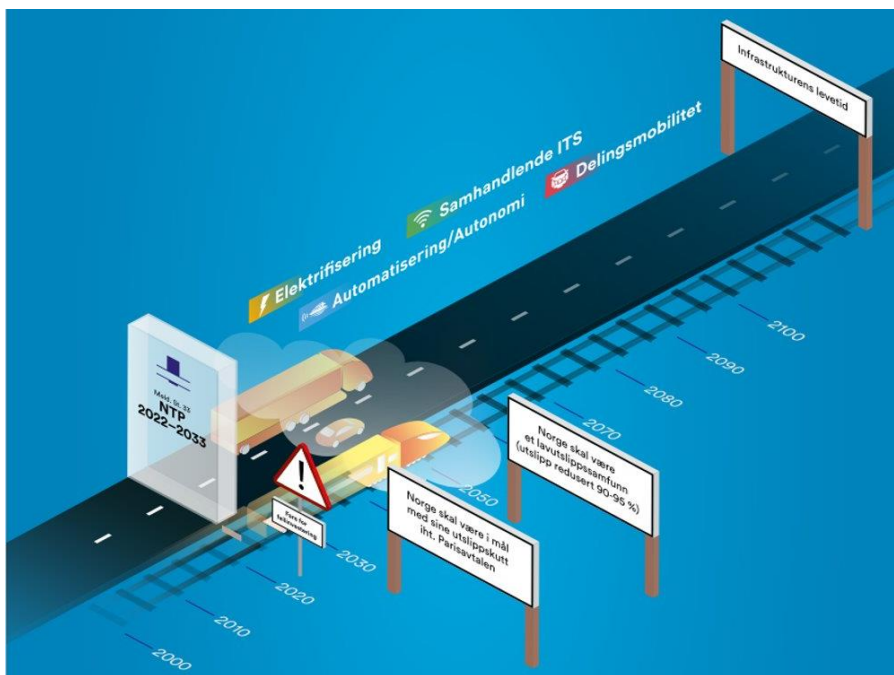 Infrastrukturens levetid
Samhandlende ITS
Delingsmobilitet
Elektrifisering
Automatisering/Autonomi
Meld. St. 33
NTP
2022–2033
Fare for
feilinvestering
Norge skal være i mål
med sine utslippskutt
iht. Parisavtalen
Norge skal være
et lavutslippssamfunn
(utslipp redusert 90-95 %)
2000
2010
2020
2030
2050
2070
2080
2090
2100